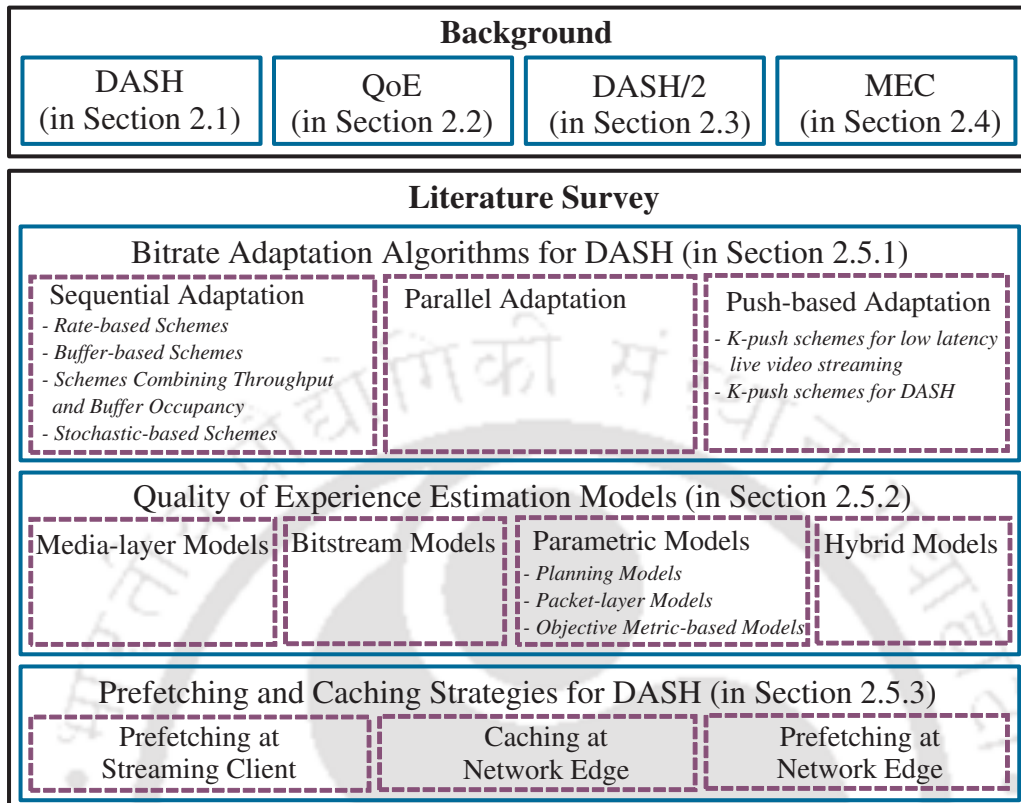 Background
DASH
(in Section 2.1)
QoE
(in Section 2.2)
DASH/2
(in Section 2.3)
MEC
(in Section 2.4)
Literature Survey
Bitrate Adaptation Algorithms for DASH (in Section 2.5.1)
Sequential Adaptation
- Rate-based Schemes
- Buffer-based Schemes
- Schemes Combining Throughput
and Buffer Occupancy
- Stochastic-based Schemes
Parallel Adaptation
Push-based Adaptation
- K-push schemes for low latency
live video streaming
- K-push schemes for DASH
Quality of Experience Estimation Models (in Section 2.5.2)
Media-layer Models
Bitstream Models
Parametric Models
- Planning Models
- Packet-layer Models
- Objective Metric-based Models
Hybrid Models
Prefetching and Caching Strategies for DASH (in Section 2.5.3)
Prefetching at
Streaming Client
Caching at
Network Edge
Prefetching at
Network Edge